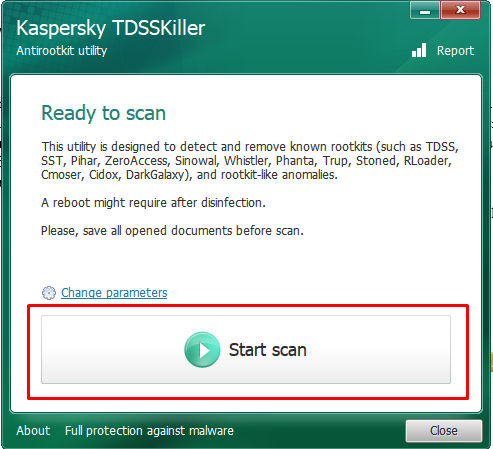 Kaspersky TDSSKiller
Antirootkit utility
Report
Ready to scan
This utility is designed to detect and remove known rootkits (such as TDSS,
SST, Pihar, ZeroAccess, Sinowal, Whistler, Phanta, Trup, Stoned, RLoader,
Cmoser, Cidox, DarkGalaxy), and rootkit-like anomalies.
A reboot might require after disinfection.
Please, save all opened documents before scan.
Change parameters
Start scan
About Full protection against malware Close